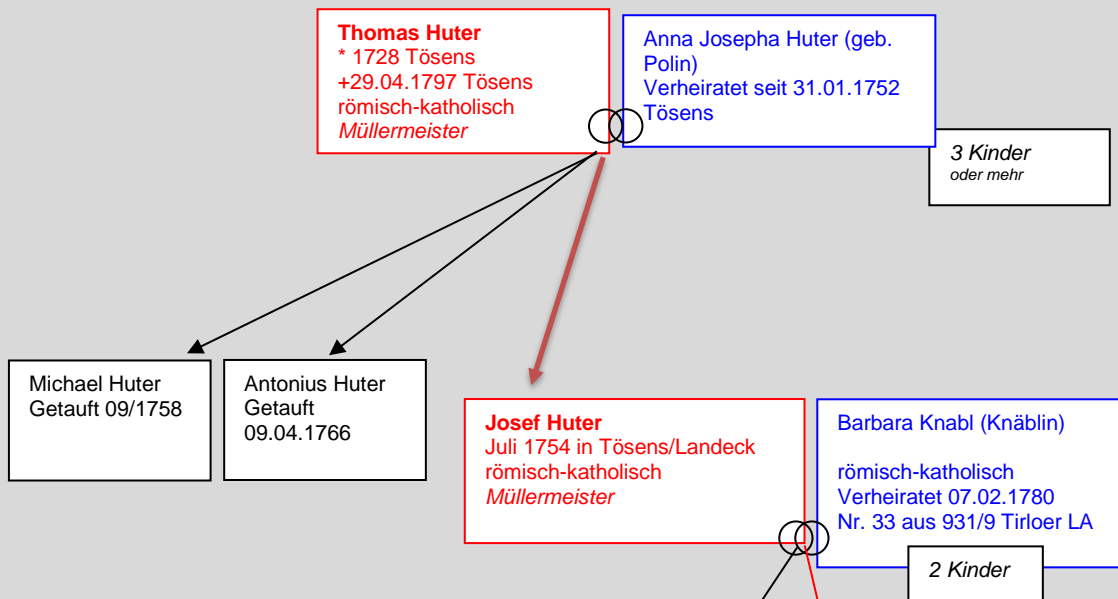 Thomas Huter
* 1728 Tösens
+29.04.1797 Tösens
römisch-katholisch
Müllermeister
Anna Josepha Huter (geb.
Polin)
Verheiratet seit 31.01.1752
Tösens
3 Kinder
oder mehr
Michael Huter
Getauft 09/1758
Antonius Huter
Getauft
09.04.1766
Josef Huter
Juli 1754 in Tösens/Landeck
römisch-katholisch
Müllermeister
Barbara Knabl (Knäblin)
römisch-katholisch
Verheiratet 07.02.1780
Nr. 33 aus 931/9 Tirloer LA
2 Kinder